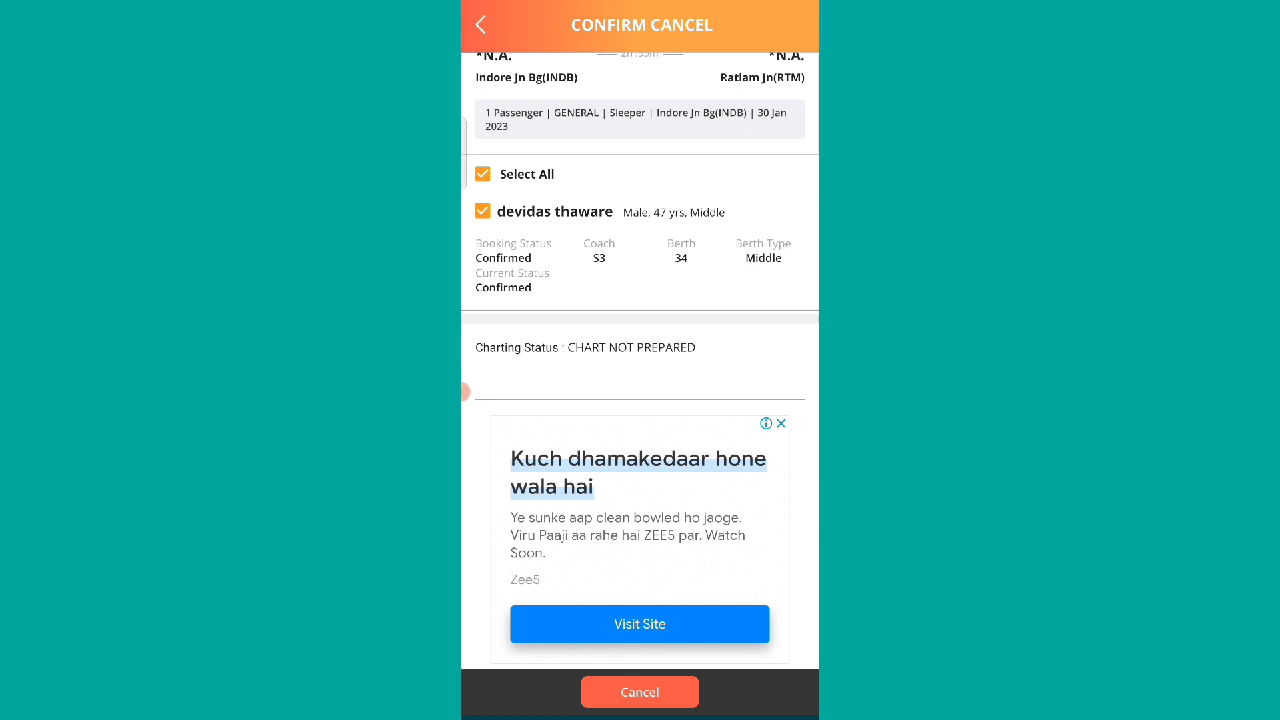 CONFIRM CANCEL
*N.A. 2h :55m *N.A.
Indore Jn Bg(INDB) Ratlam Jn(RTM)
1 Passenger | GENERAL | Sleeper | Indore Jn Bg(INDB) | 30 Jan
2023
Select All
devidas thaware Male, 47 yrs, Middle
Booking Status Coach Berth Berth Type
Confirmed S3 34 Middle
Current Status
Confirmed
Charting Status : CHART NOT PREPARED
Kuch dhamakedaar hone
wala hai
Ye sunke aap clean bowled ho jaoge.
Viru Paaji aa rahe hai ZEE5 par. Watch
Soon.
Zee5
Visit Site
Cancel